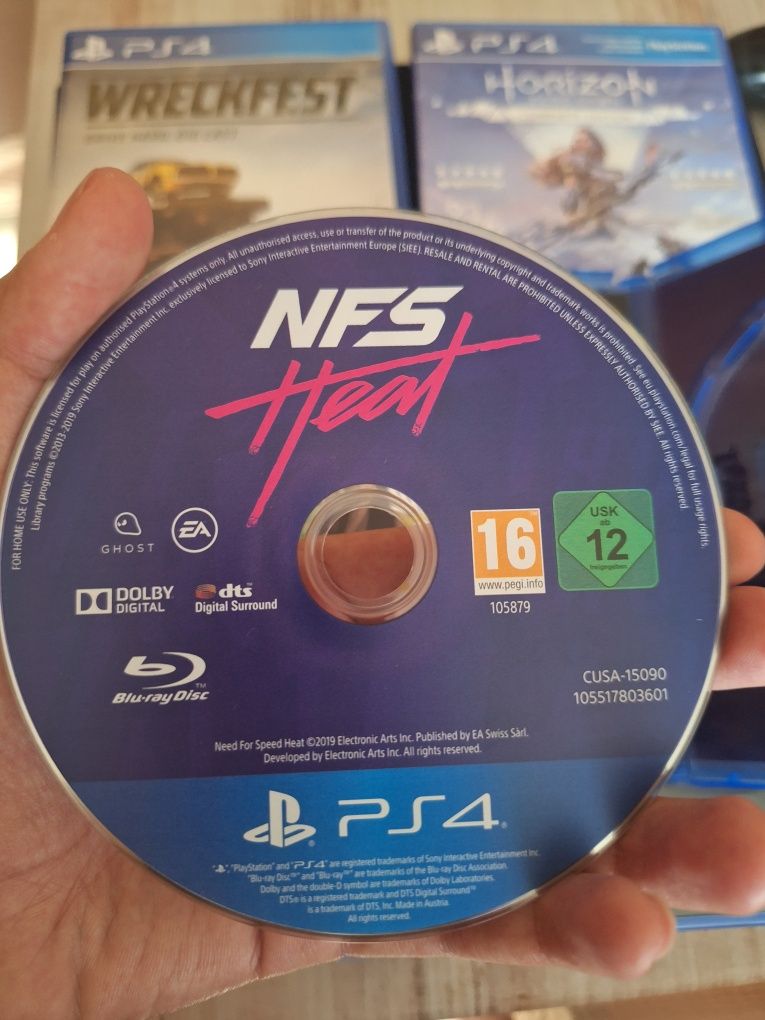 PS4
WRECKFEST
DRIVE HARD. DIE LAST.
PS4
HORIZON
FOR HOME USE ONLY: This software is licensed for play on authorised PlayStation®4 systems only. All unauthorised access, use or transfer of the product or its underlying copyright and trademark works is prohibited. See eu.playstation.com/legal for full usage rights.
Library programs ©2013-2019 Sony Interactive Entertainment Inc. exclusively licensed to Sony Interactive Entertainment Europe (SIEE). RESALE AND RENTAL ARE PROHIBITED UNLESS EXPRESSLY AUTHORISED BY SIEE. All rights reserved.
NFS
Heat
GHOST
EA
16
www.pegi.info
105879
USK
ab
12
freigegeben
DOLBY
DIGITAL
dts™
Digital Surround
Blu-ray Disc™
CUSA-15090
105517803601
Need For Speed Heat ©2019 Electronic Arts Inc. Published by EA Swiss Sàrl.
Developed by Electronic Arts Inc. All rights reserved.
PS4®
", "PlayStation" and "PS4" are registered trademarks of Sony Interactive Entertainment Inc.
"Blu-ray Disc™" and "Blu-ray™" are trademarks of the Blu-ray Disc Association.
Dolby and the double-D symbol are trademarks of Dolby Laboratories.
DTS® is a registered trademark and DTS Digital Surround™
is a trademark of DTS, Inc. Made in Austria.
All rights reserved.